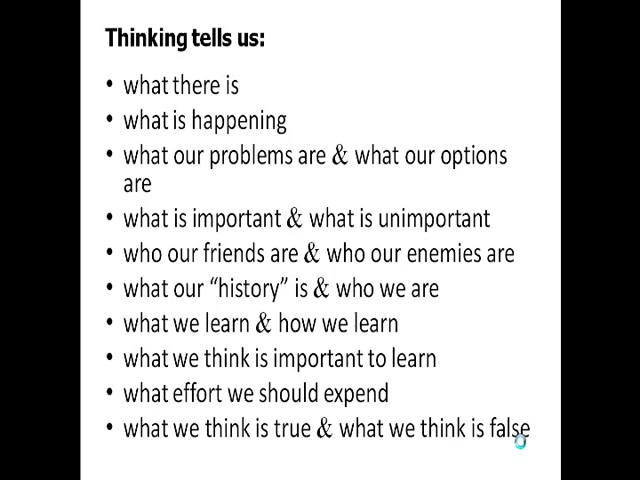 Thinking tells us:
• what there is
• what is happening
• what our problems are & what our options
are
• what is important & what is unimportant
• who our friends are & who our enemies are
• what our “history” is & who we are
• what we learn & how we learn
• what we think is important to learn
• what effort we should expend
• what we think is true & what we think is false